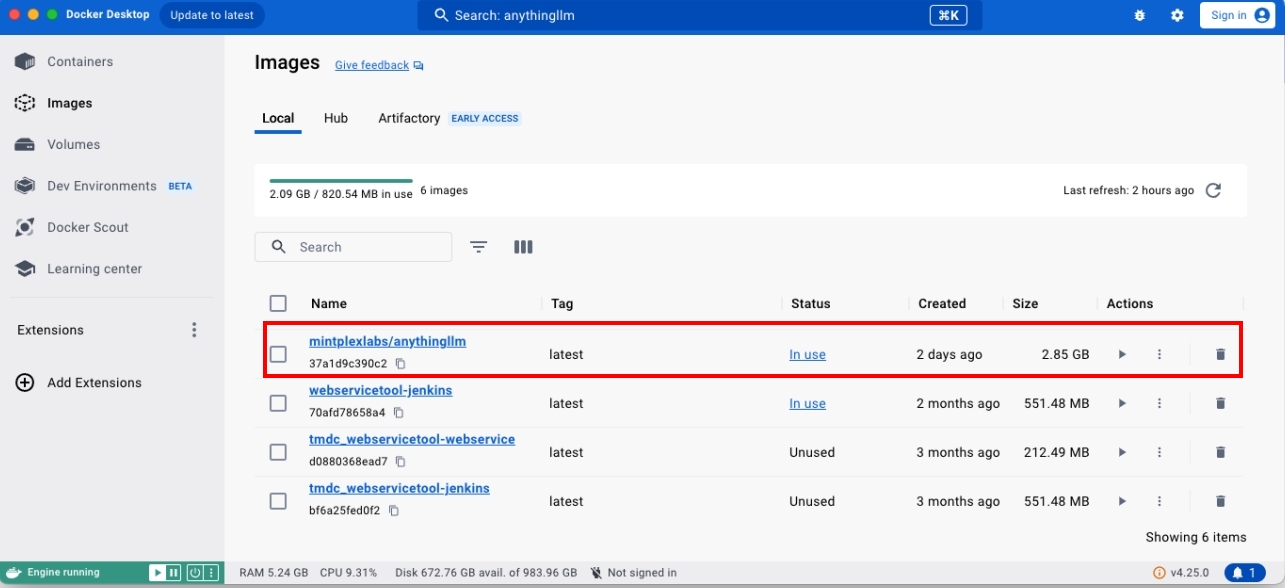 Docker Desktop Update to latest Search: anythingllm ⌘K Sign in
Containers
Images
Volumes
Dev Environments BETA
Docker Scout
Learning center
Extensions
Add Extensions
Images Give feedback
Local Hub Artifactory EARLY ACCESS
2.09 GB / 820.54 MB in use 6 images Last refresh: 2 hours ago
Search
Name Tag Status Created Size Actions
mintplexlabs/anythingllm
37a1d9c390c2 latest In use 2 days ago 2.85 GB
webservicetool-jenkins
70afd78658a4 latest In use 2 months ago 551.48 MB
tmdc_webservicetool-webservice
d0880368ead7 latest Unused 3 months ago 212.49 MB
tmdc_webservicetool-jenkins
bf6a25fed0f2 latest Unused 3 months ago 551.48 MB
Showing 6 items
Engine running RAM 5.24 GB CPU 9.31% Disk 672.76 GB avail. of 983.96 GB Not signed in v4.25.0 1